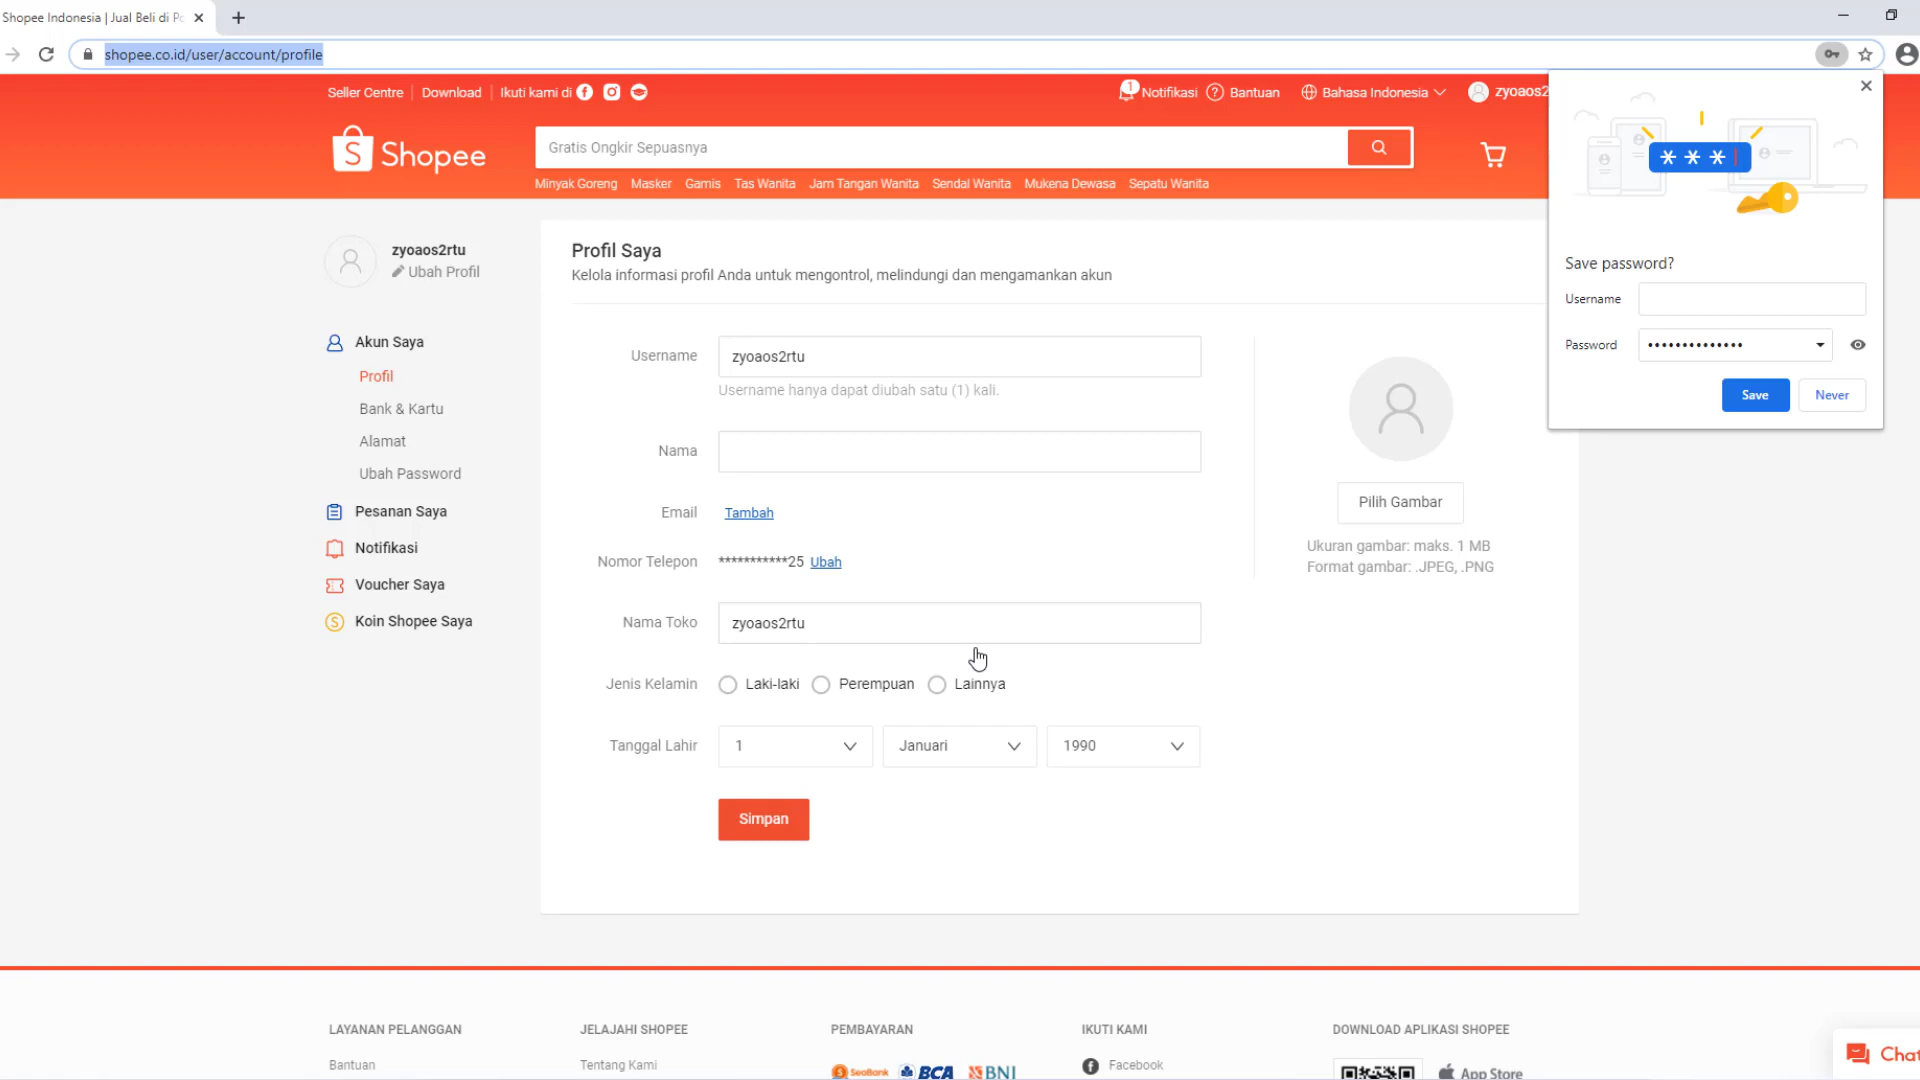 Shopee Indonesia | Jual Beli di Po
shopee.co.id/user/account/profile
Seller Centre
Download
Ikuti kami di
1
Notifikasi
Bantuan
Bahasa Indonesia
zyoaos2
Shopee
Gratis Ongkir Sepuasnya
Minyak Goreng Masker Gamis Tas Wanita Jam Tangan Wanita Sendal Wanita Mukena Dewasa Sepatu Wanita
Save password?
Username
Password ••••••••••••••
Save
Never
zyoaos2rtu
Ubah Profil
Akun Saya
Profil
Bank & Kartu
Alamat
Ubah Password
Pesanan Saya
Notifikasi
Voucher Saya
Koin Shopee Saya
Profil Saya
Kelola informasi profil Anda untuk mengontrol, melindungi dan mengamankan akun
Username zyoaos2rtu
Username hanya dapat diubah satu (1) kali.
Nama
Email Tambah
Nomor Telepon ***********25 Ubah
Nama Toko zyoaos2rtu
Jenis Kelamin Laki-laki Perempuan Lainnya
Tanggal Lahir 1 Januari 1990
Simpan
Pilih Gambar
Ukuran gambar: maks. 1 MB
Format gambar: .JPEG, .PNG
LAYANAN PELANGGAN
Bantuan
JELAJAHI SHOPEE
Tentang Kami
PEMBAYARAN
SeaBank BCA BNI
IKUTI KAMI
Facebook
DOWNLOAD APLIKASI SHOPEE
App Store
Chat